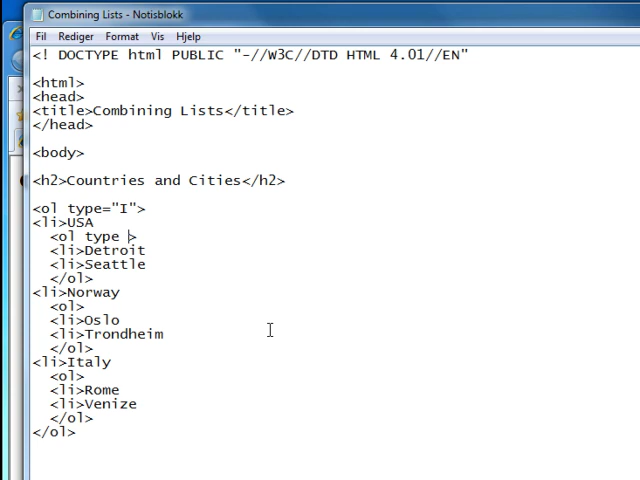 Combining Lists - Notisblokk
Fil Rediger Format Vis Hjelp
<! DOCTYPE html PUBLIC "-//W3C//DTD HTML 4.01//EN"
<html>
<head>
<title>Combining Lists</title>
</head>
<body>
<h2>Countries and Cities</h2>
<ol type="I">
<li>USA
<ol type >
<li>Detroit
<li>Seattle
</ol>
<li>Norway
<ol>
<li>Oslo
<li>Trondheim
</ol>
<li>Italy
<ol>
<li>Rome
<li>Venize
</ol>
</ol>